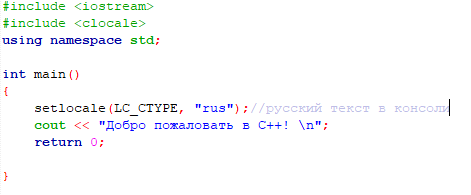 #include <iostream>
#include <clocale>
using namespace std;
int main()
{
setlocale(LC_CTYPE, "rus");//русский текст в консоли
cout << "Добро пожаловать в C++! \n";
return 0;
}